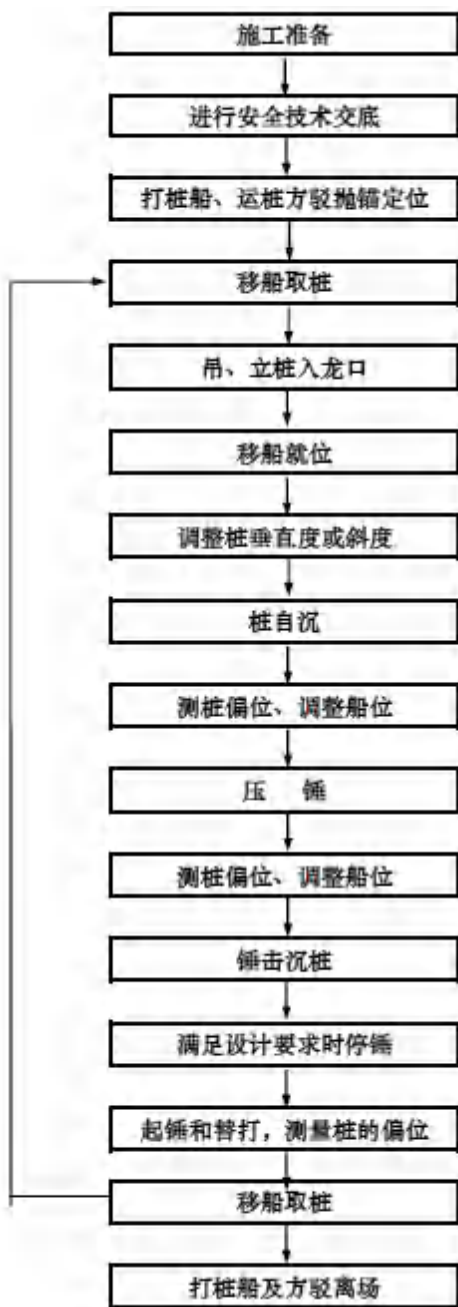 施工准备
进行安全技术交底
打桩船、运桩方驳抛锚定位
移船取桩
吊、立桩入龙口
移船就位
调整桩垂直度或斜度
桩自沉
测桩偏位、调整船位
压 锤
测桩偏位、调整船位
锤击沉桩
满足设计要求时停锤
起锤和替打，测量桩的偏位
移船取桩
打桩船及方驳离场